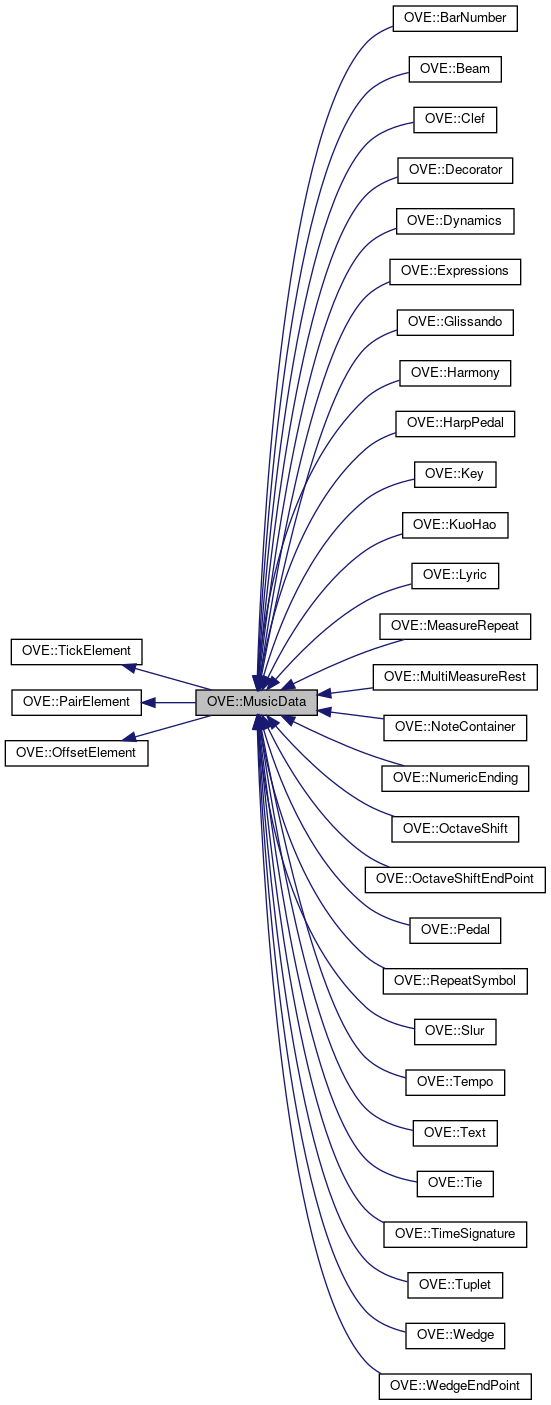 OVE::BarNumber
OVE::Beam
OVE::Clef
OVE::Decorator
OVE::Dynamics
OVE::Expressions
OVE::Glissando
OVE::Harmony
OVE::HarpPedal
OVE::Key
OVE::KuoHao
OVE::Lyric
OVE::MeasureRepeat
OVE::TickElement
OVE::MultiMeasureRest
OVE::PairElement
OVE::MusicData
OVE::NoteContainer
OVE::OffsetElement
OVE::NumericEnding
OVE::OctaveShift
OVE::OctaveShiftEndPoint
OVE::Pedal
OVE::RepeatSymbol
OVE::Slur
OVE::Tempo
OVE::Text
OVE::Tie
OVE::TimeSignature
OVE::Tuplet
OVE::Wedge
OVE::WedgeEndPoint